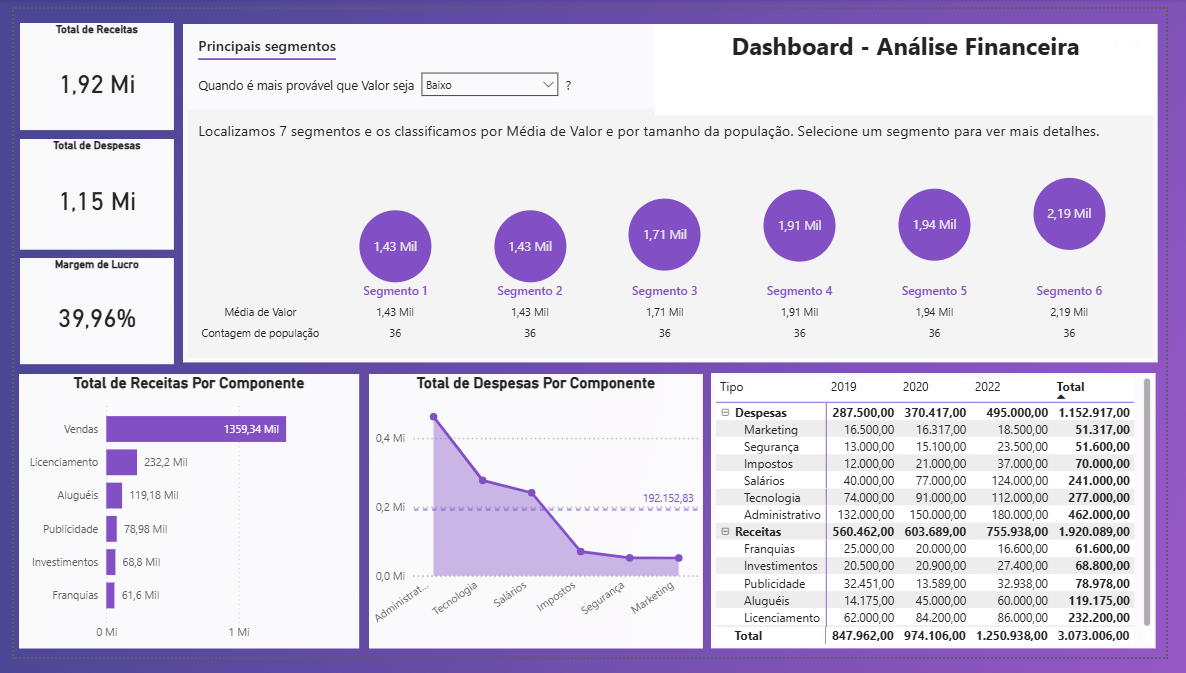 Total de Receitas
1,92 Mi
Total de Despesas
1,15 Mi
Margem de Lucro
39,96%
Principais segmentos
Dashboard - Análise Financeira
Quando é mais provável que Valor seja Baixo ?
Localizamos 7 segmentos e os classificamos por Média de Valor e por tamanho da população. Selecione um segmento para ver mais detalhes.
1,43 Mil 1,43 Mil 1,71 Mil 1,91 Mil 1,94 Mil 2,19 Mil
Segmento 1 Segmento 2 Segmento 3 Segmento 4 Segmento 5 Segmento 6
Média de Valor 1,43 Mil 1,43 Mil 1,71 Mil 1,91 Mil 1,94 Mil 2,19 Mil
Contagem de população 36 36 36 36 36 36
Total de Receitas Por Componente
Vendas 1359,34 Mil
Licenciamento 232,2 Mil
Aluguéis 119,18 Mil
Publicidade 78,98 Mil
Investimentos 68,8 Mil
Franquias 61,6 Mil
0 Mi 1 Mi
Total de Despesas Por Componente
0,4 Mi
192.152,83
0,2 Mi
0,0 Mi
Administrat... Tecnologia Salários Impostos Segurança Marketing
Tipo 2019 2020 2022 Total
Despesas 287.500,00 370.417,00 495.000,00 1.152.917,00
Marketing 16.500,00 16.317,00 18.500,00 51.317,00
Segurança 13.000,00 15.100,00 23.500,00 51.600,00
Impostos 12.000,00 21.000,00 37.000,00 70.000,00
Salários 40.000,00 77.000,00 124.000,00 241.000,00
Tecnologia 74.000,00 91.000,00 112.000,00 277.000,00
Administrativo 132.000,00 150.000,00 180.000,00 462.000,00
Receitas 560.462,00 603.689,00 755.938,00 1.920.089,00
Franquias 25.000,00 20.000,00 16.600,00 61.600,00
Investimentos 20.500,00 20.900,00 27.400,00 68.800,00
Publicidade 32.451,00 13.589,00 32.938,00 78.978,00
Aluguéis 14.175,00 45.000,00 60.000,00 119.175,00
Licenciamento 62.000,00 84.200,00 86.000,00 232.200,00
Total 847.962,00 974.106,00 1.250.938,00 3.073.006,00